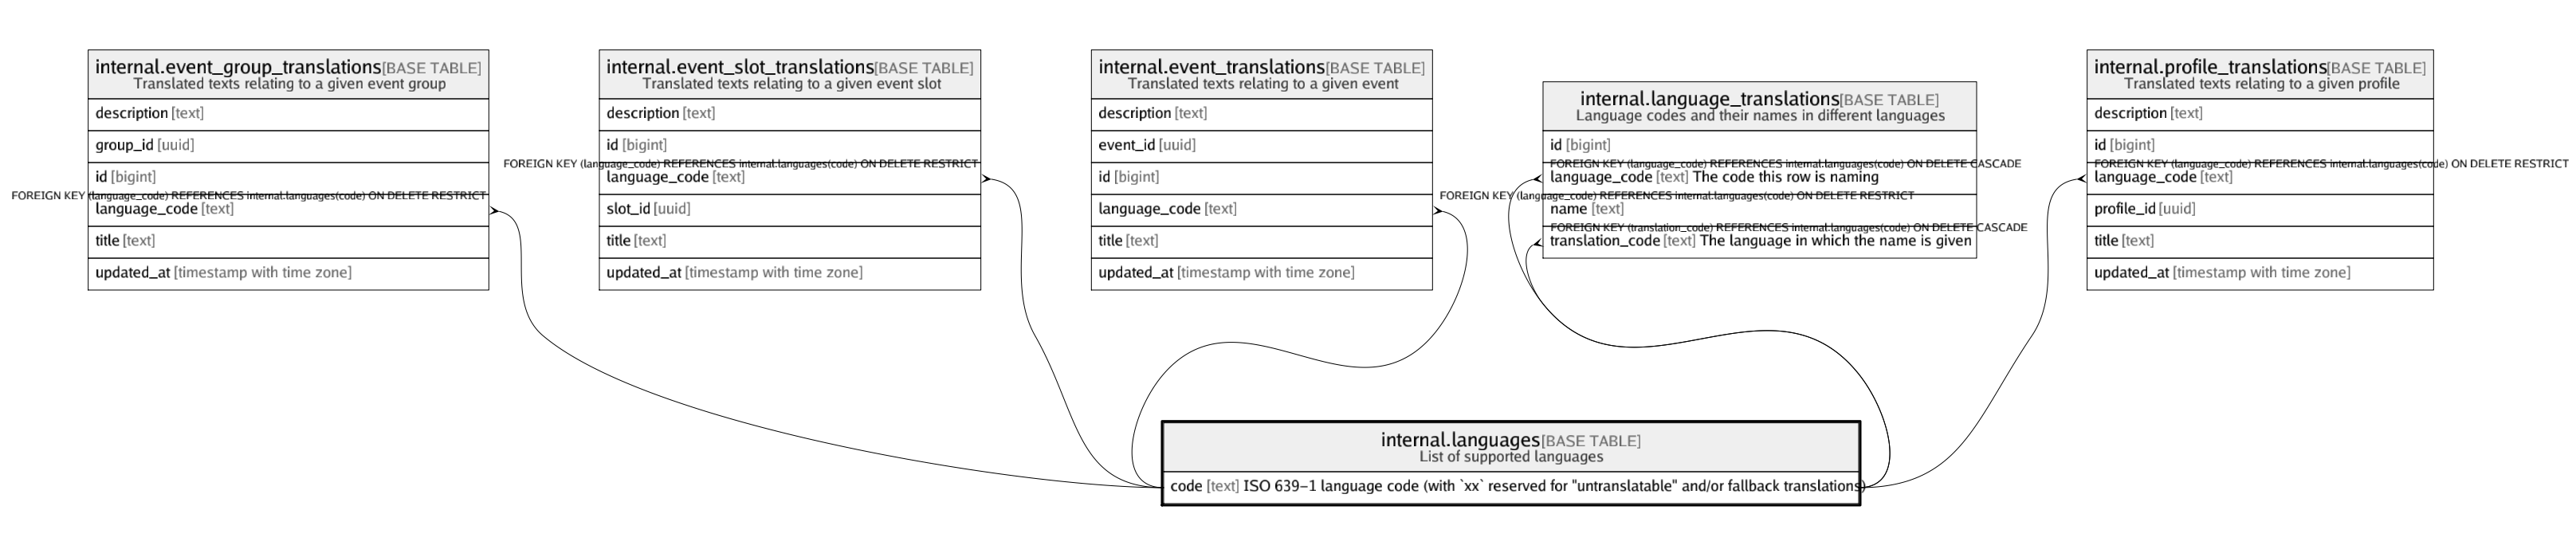 internal.event_group_translations[BASE TABLE]
Translated texts relating to a given event group
description [text]
group_id [uuid]
id [bigint]
FOREIGN KEY (language_code) REFERENCES internal.languages(code) ON DELETE RESTRICT
language_code [text]
title [text]
updated_at [timestamp with time zone]
internal.event_slot_translations[BASE TABLE]
Translated texts relating to a given event slot
description [text]
id [bigint]
FOREIGN KEY (language_code) REFERENCES internal.languages(code) ON DELETE RESTRICT
language_code [text]
slot_id [uuid]
title [text]
updated_at [timestamp with time zone]
internal.event_translations[BASE TABLE]
Translated texts relating to a given event
description [text]
event_id [uuid]
id [bigint]
FOREIGN KEY (language_code) REFERENCES internal.languages(code) ON DELETE RESTRICT
language_code [text]
title [text]
updated_at [timestamp with time zone]
internal.language_translations[BASE TABLE]
Language codes and their names in different languages
id [bigint]
FOREIGN KEY (language_code) REFERENCES internal.languages(code) ON DELETE CASCADE
language_code [text] The code this row is naming
name [text]
FOREIGN KEY (translation_code) REFERENCES internal.languages(code) ON DELETE CASCADE
translation_code [text] The language in which the name is given
internal.profile_translations[BASE TABLE]
Translated texts relating to a given profile
description [text]
id [bigint]
FOREIGN KEY (language_code) REFERENCES internal.languages(code) ON DELETE RESTRICT
language_code [text]
profile_id [uuid]
title [text]
updated_at [timestamp with time zone]
internal.languages[BASE TABLE]
List of supported languages
code [text] ISO 639-1 language code (with `xx` reserved for "untranslatable" and/or fallback translations)